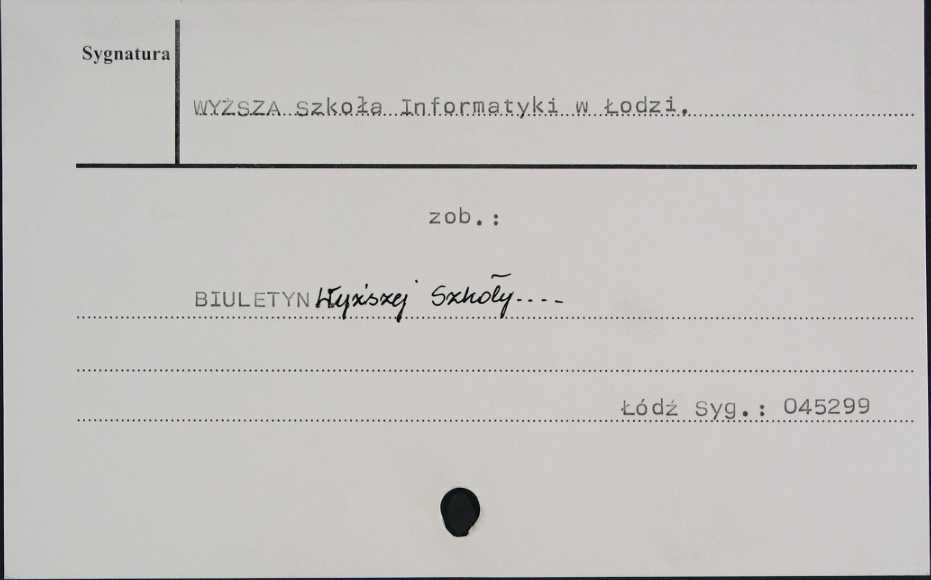 Sygnatura
WYŻSZA Szkoła Informatyki w Łodzi.
zob.:
BIULETYN Wyższej Szkoły....
Łódź Syg.: 045299